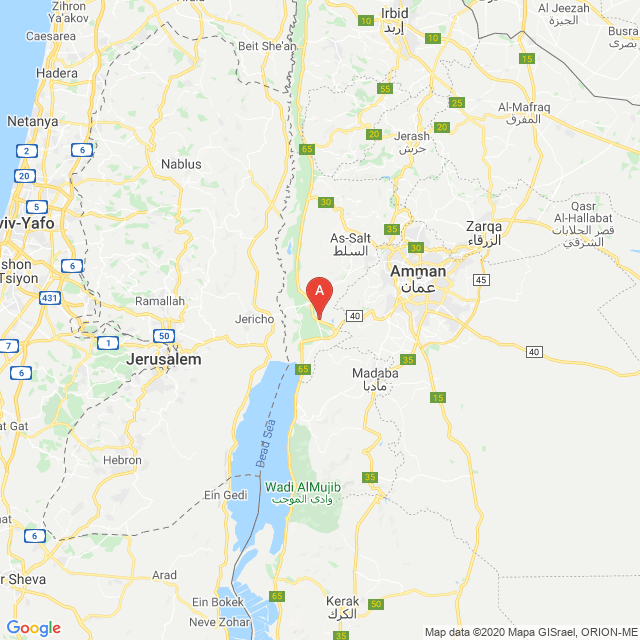 Zihron
Ya'akov
Caesarea
Hadera
Netanya
Beit She'an
Irbid
إربد
Al Jeezah
الجيزة
Busra
بصرى
10
65
55
25
15
20
20
Al-Mafraq
المفرق
Jerash
جرش
Nablus
2
6
20
5
viv-Yafo
30
35
As-Salt
السلط
30
Zarqa
الزرقاء
Qasr
Al-Hallabat
قصر الحلابات
الشرقي
shon
Tsiyon
6
431
Amman
عمان
45
A
Ramallah
Jericho
40
7
1
50
Jerusalem
40
6
65
35
Madaba
مادبا
15
Dead Sea
at Gat
Hebron
Ein Gedi
35
Wadi AlMujib
وادي الموجب
6
r Sheva
Arad
Ein Bokek
Neve Zohar
65
Kerak
الكرك
50
15
Google
Map data ©2020 Mapa GISrael, ORION-ME